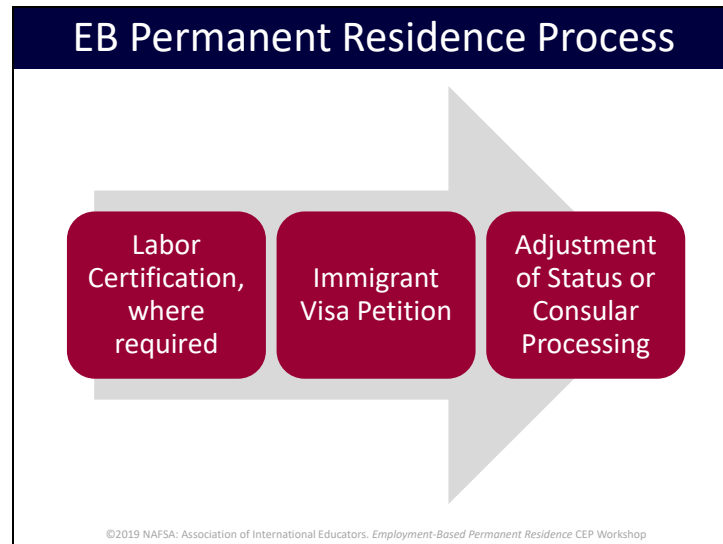 EB Permanent Residence Process
Labor
Certification,
where
required
Immigrant
Visa Petition
Adjustment
of Status or
Consular
Processing
©2019 NAFSA: Association of International Educators. Employment-Based Permanent Residence CEP Workshop